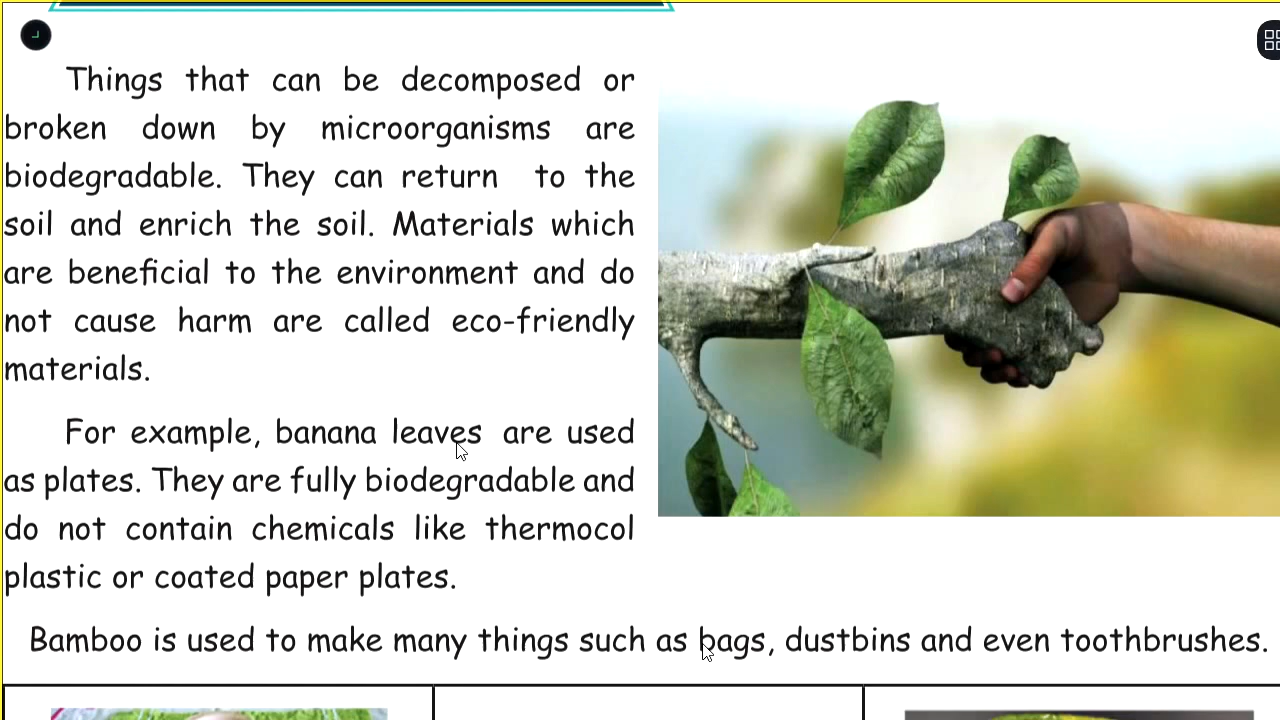 Things that can be decomposed or
broken down by microorganisms are
biodegradable. They can return to the
soil and enrich the soil. Materials which
are beneficial to the environment and do
not cause harm are called eco-friendly
materials.
For example, banana leaves are used
as plates. They are fully biodegradable and
do not contain chemicals like thermocol
plastic or coated paper plates.
Bamboo is used to make many things such as bags, dustbins and even toothbrushes.